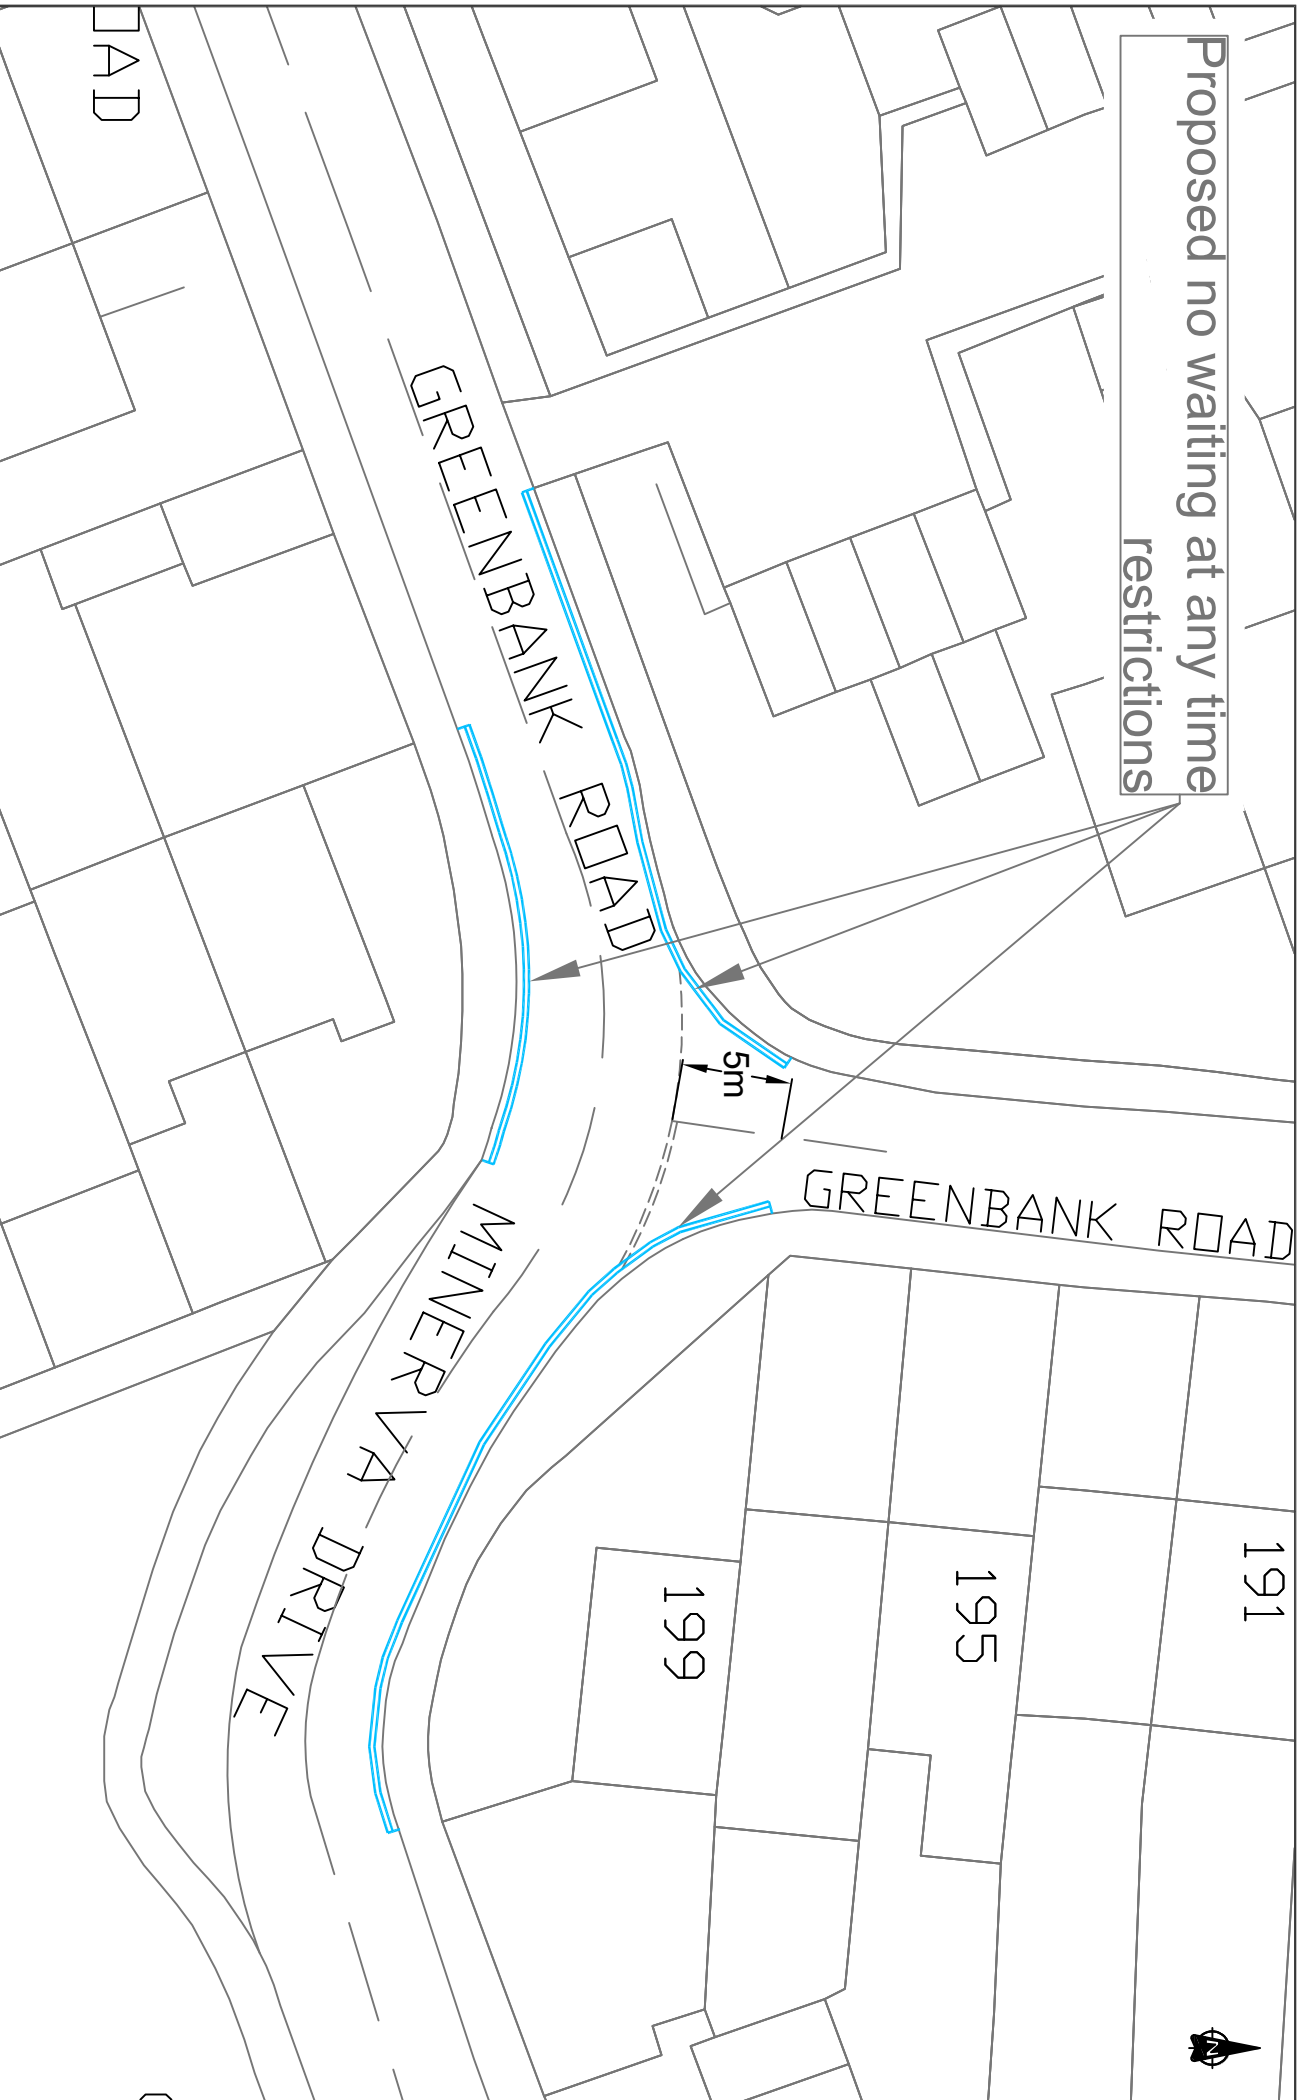 Proposed no waiting at any time
restrictions
OAD
GREENBANK ROAD
5m
GREENBANK ROAD
MINERVA DRIVE
191
195
199
N